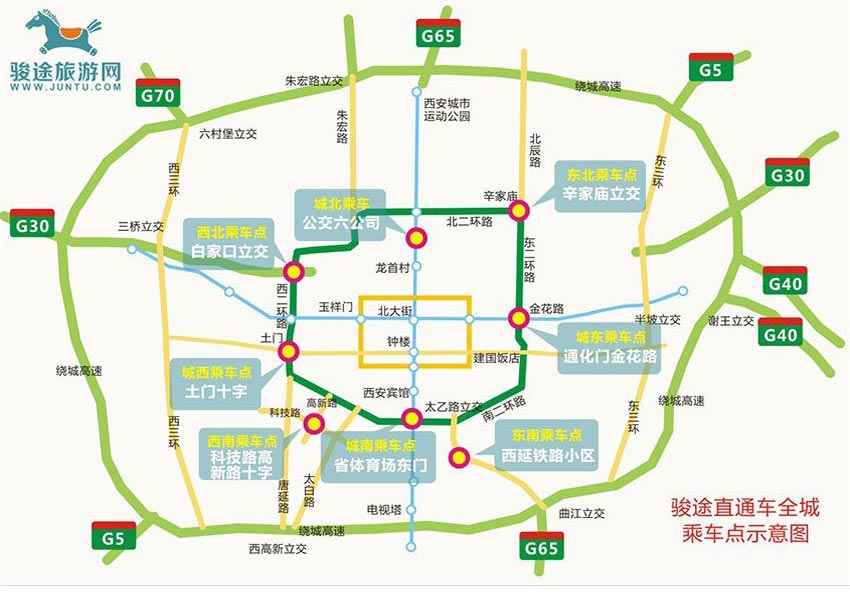 骏途旅游网
WWW.JUNTU.COM
G65
G5
G70
朱宏路立交
绕城高速
西安城市
运动公园
六村堡立交
朱宏路
北辰路
西三环
东三环
G30
东北乘车点
辛家庙立交
辛家庙
城北乘车
公交六公司
G30
三桥立交
西北乘车点
白家口立交
北二环路
东二环路
龙首村
G40
西二环路
玉祥门
北大街
金花路
半坡立交
谢王立交
G40
土门
钟楼
建国饭店
城东乘车点
通化门金花路
绕城高速
城西乘车点
土门十字
西安宾馆
绕城高速
高新路
科技路
太乙路立交
南二环路
东三环
西三环
西南乘车点
科技路高
新路十字
城南乘车点
省体育场东门
东南乘车点
西延铁路小区
唐延路
太白路
电视塔
曲江立交
骏途直通车全城
乘车点示意图
G5
绕城高速
西高新立交
G65